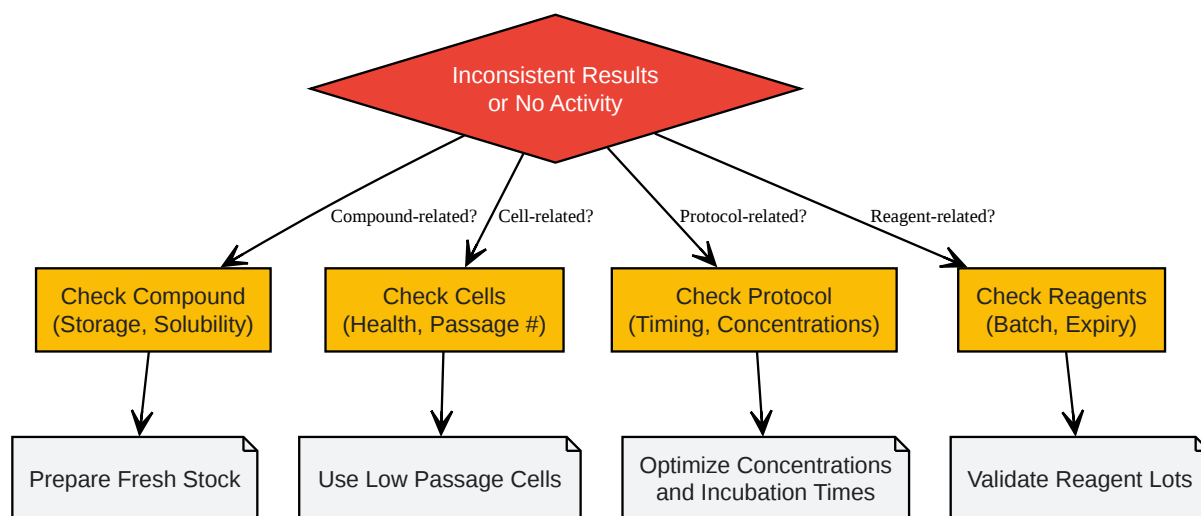 Inconsistent Results
or No Activity
Compound-related?
Cell-related?
Protocol-related?
Reagent-related?
Check Compound
(Storage, Solubility)
Check Cells
(Health, Passage #)
Check Protocol
(Timing, Concentrations)
Check Reagents
(Batch, Expiry)
Prepare Fresh Stock
Use Low Passage Cells
Optimize Concentrations
and Incubation Times
Validate Reagent Lots